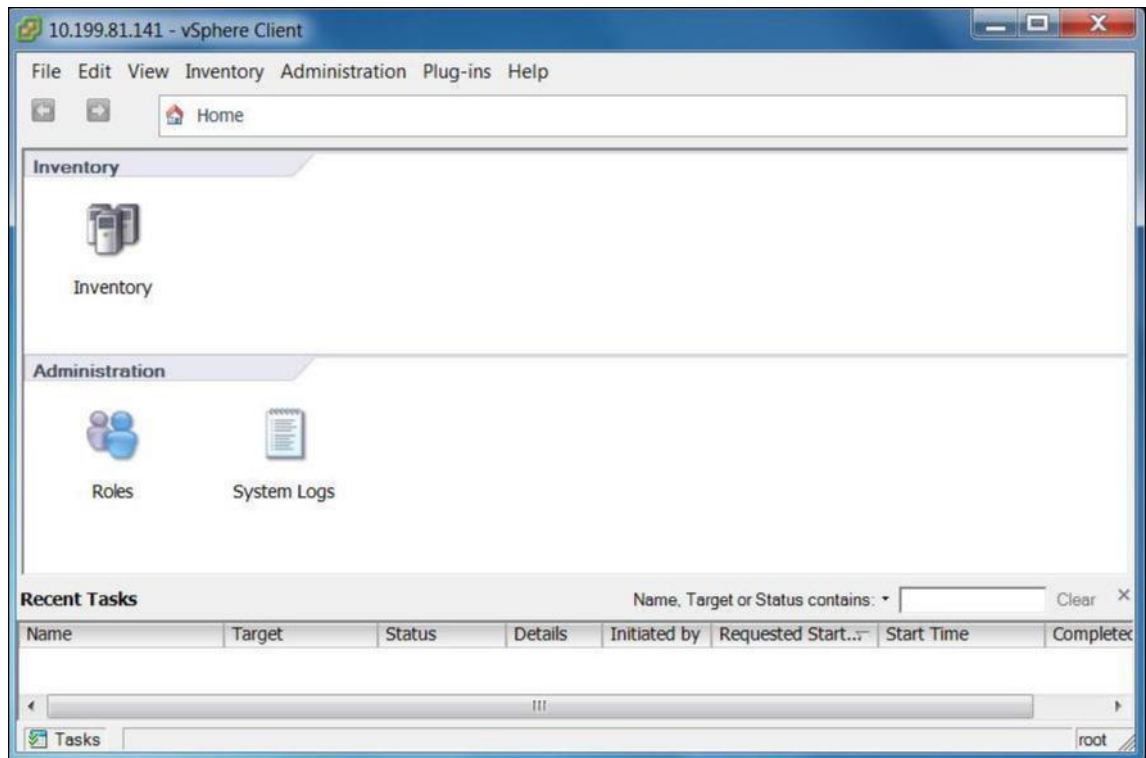 10.199.81.141 - vSphere Client
File Edit View Inventory Administration Plug-ins Help
Home
Inventory
Inventory
Administration
Roles System Logs
Recent Tasks Name, Target or Status contains: Clear
Name Target Status Details Initiated by Requested Start... Start Time Completed
Tasks root